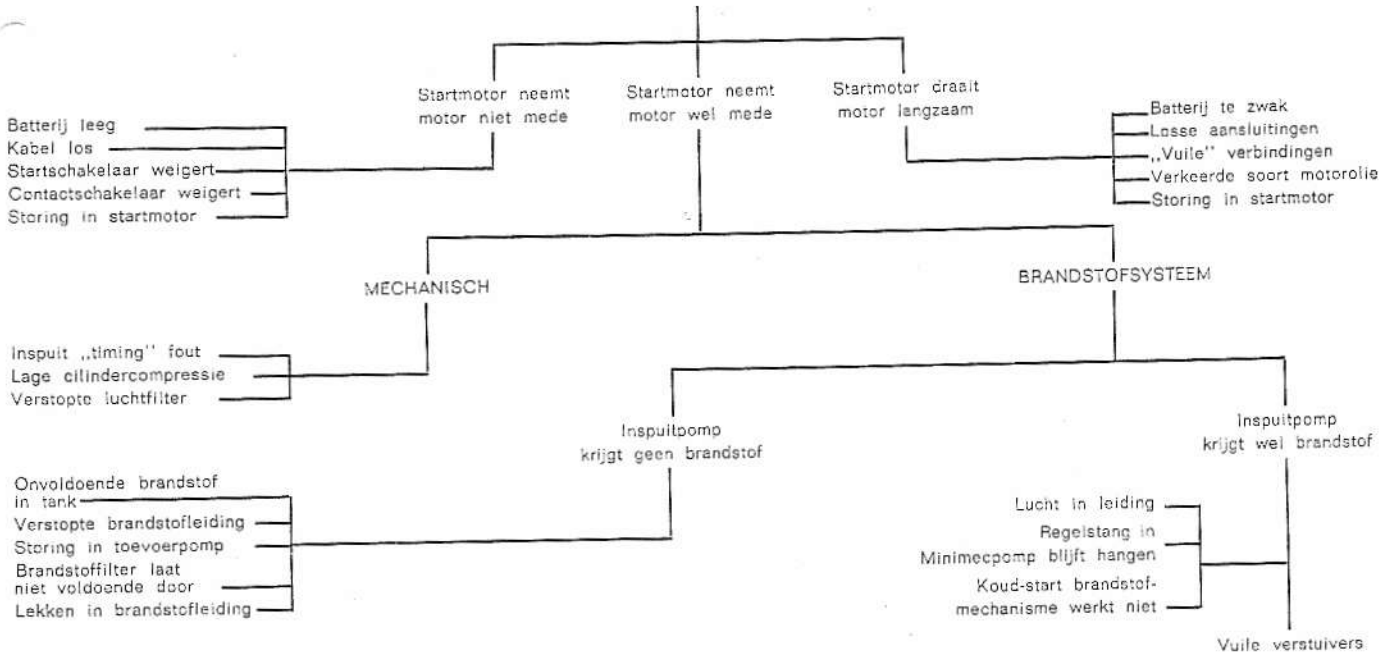 Startmotor neemt
motor niet mede
Startmotor neemt
motor wel mede
Startmotor draait
motor langzaam
Batterij leeg
Kabel los
Startschakelaar weigert
Contactschakelaar weigert
Storing in startmotor
Batterij te zwak
Losse aansluitingen
„Vuile” verbindingen
Verkeerde soort motorolie
Storing in startmotor
MECHANISCH
BRANDSTOFSYSTEEM
Inspuit „timing” fout
Lage cilindercompressie
Verstopte luchtfilter
Inspuitpomp
krijgt geen brandstof
Inspuitpomp
krijgt wel brandstof
Onvoldoende brandstof
in tank
Verstopte brandstofleiding
Storing in toevoerpomp
Brandstoffilter laat
niet voldoende door
Lekken in brandstofleiding
Lucht in leiding
Regelstang in
Minimecpomp blijft hangen
Koud-start brandstof-
mechanisme werkt niet
Vuile verstuivers